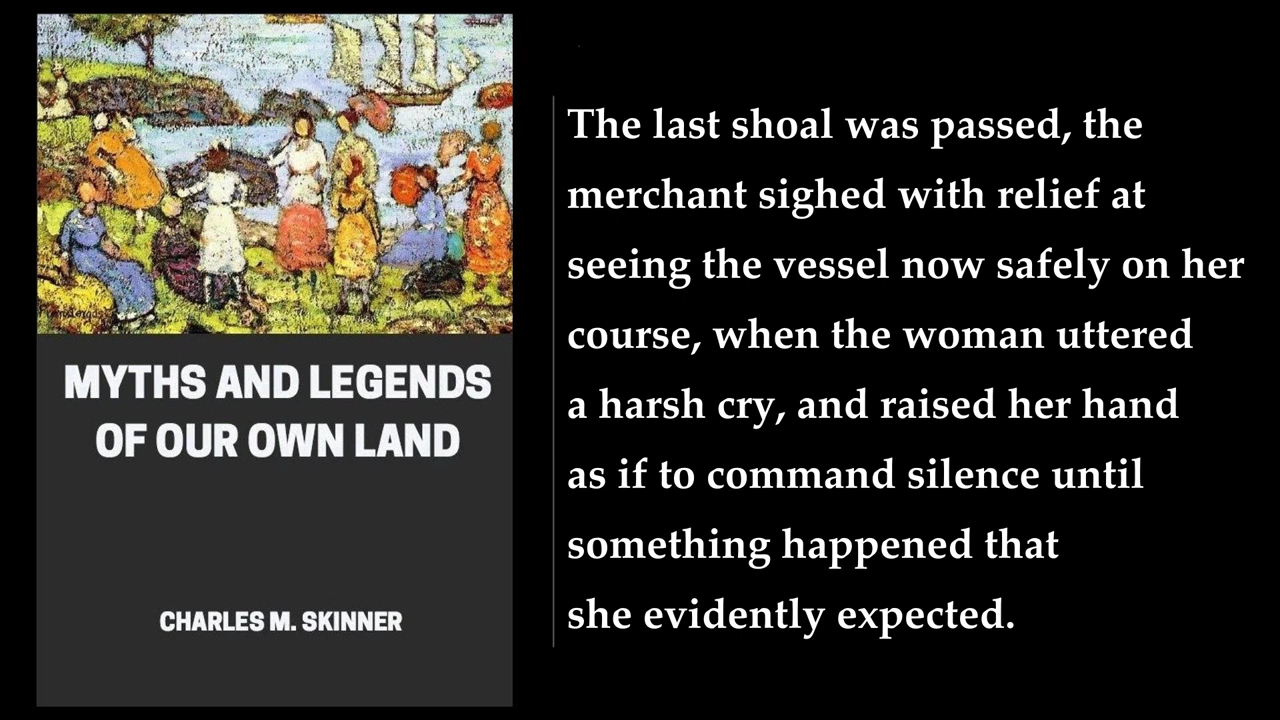 MYTHS AND LEGENDS
OF OUR OWN LAND
CHARLES M. SKINNER
The last shoal was passed, the
merchant sighed with relief at
seeing the vessel now safely on her
course, when the woman uttered
a harsh cry, and raised her hand
as if to command silence until
something happened that
she evidently expected.